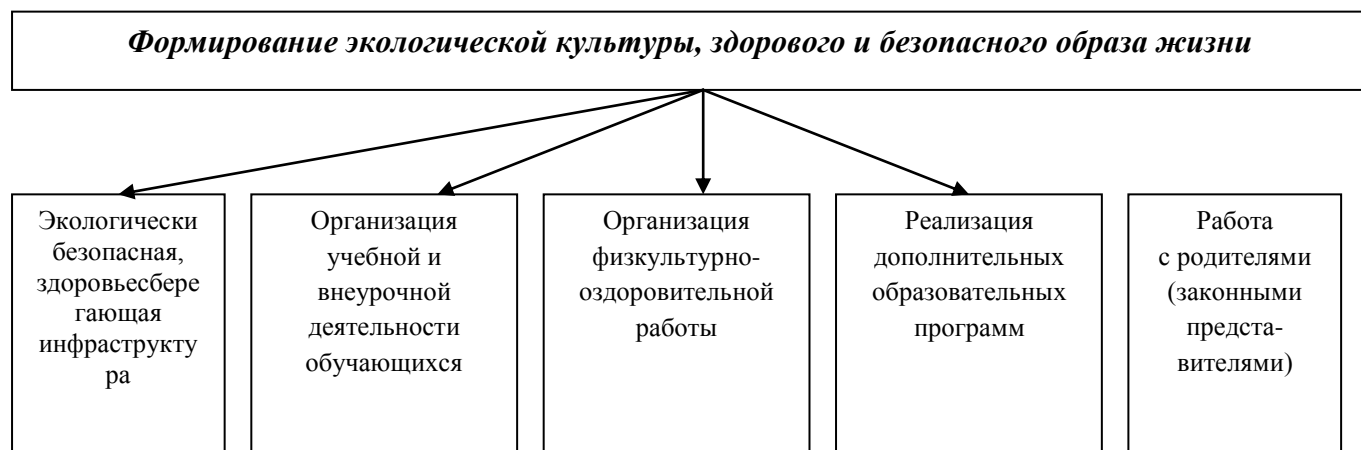 Формирование экологической культуры, здорового и безопасного образа жизни
Экологически
безопасная,
здоровьесбере
гающая
инфраструкту
ра
Организация
учебной и
внеурочной
деятельности
обучающихся
Организация
физкультурно-
оздоровительной
работы
Реализация
дополнительных
образовательных
программ
Работа
с родителями
(законными
предста-
вителями)